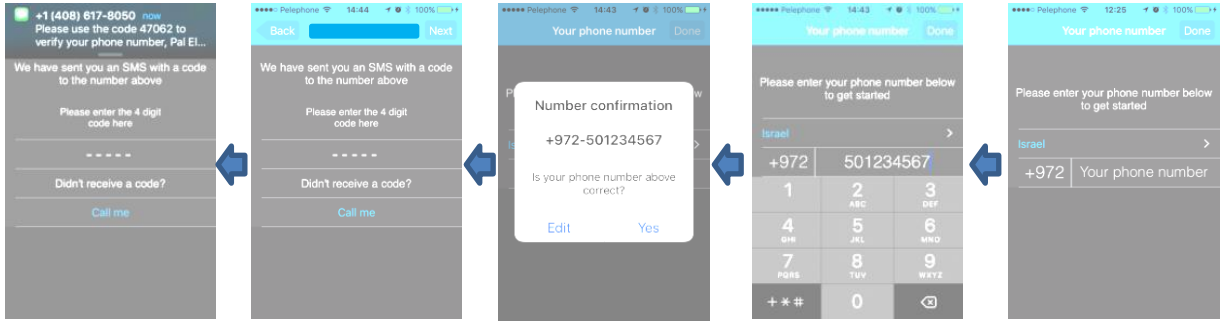 +1 (408) 617-8050 now
Please use the code 47062 to
verify your phone number, Pal El...
We have sent you an SMS with a code
to the number above
Please enter the 4 digit
code here
- - - - -
Didn't receive a code?
Call me
Pelephone 14:44 100%
Back Next
We have sent you an SMS with a code
to the number above
Please enter the 4 digit
code here
- - - - -
Didn't receive a code?
Call me
Pelephone 14:43 100%
Your phone number Done
Number confirmation
+972-501234567
Is your phone number above
correct?
Edit Yes
Pelephone 14:43 100%
Your phone number Done
Please enter your phone number below
to get started
Israel
+972 501234567
1 2 3
ABC DEF
4 5 6
GHI JKL MNO
7 8 9
PQRS TUV WXYZ
+ * # 0
Pelephone 12:25 100%
Your phone number Done
Please enter your phone number below
to get started
Israel
+972 Your phone number